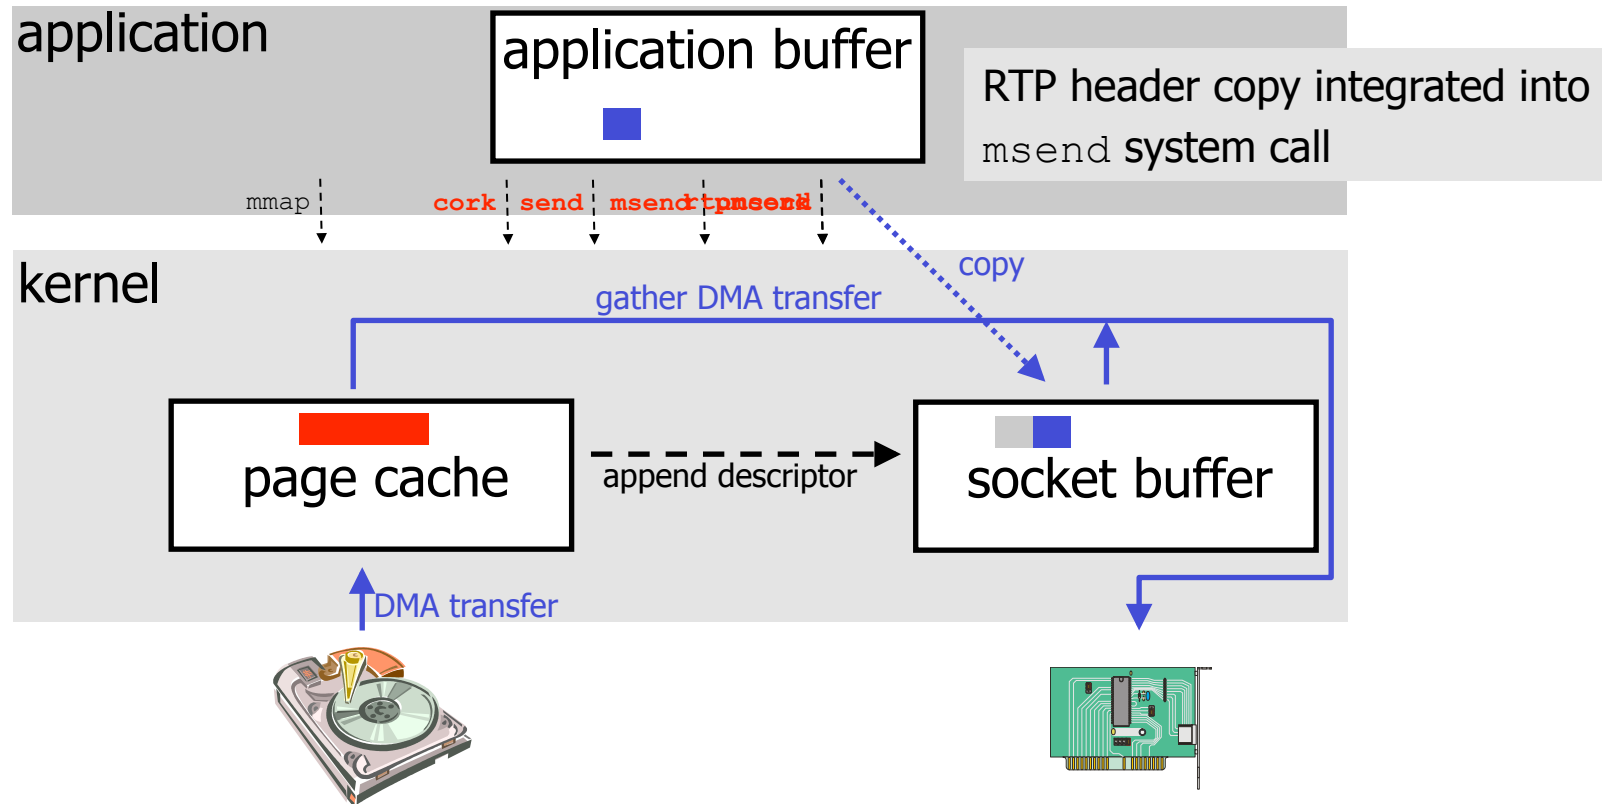 application
application buffer
RTP header copy integrated into
msend system call
mmap
cork
send
msend
copy
kernel
gather DMA transfer
page cache
append descriptor
socket buffer
DMA transfer